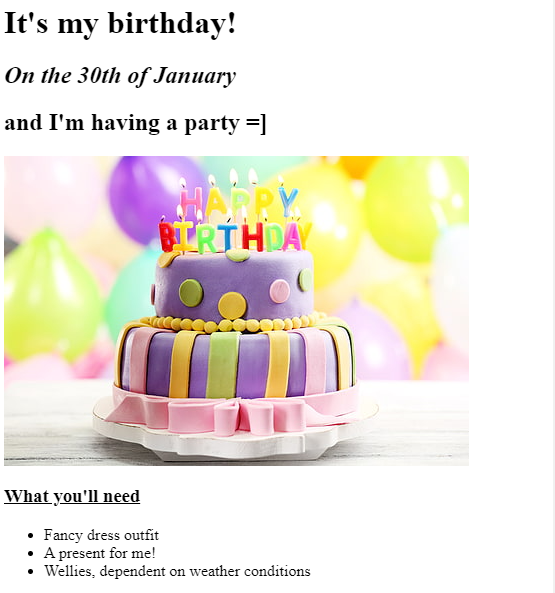 It's my birthday!
On the 30th of January
and I'm having a party =]
HAPPY
BIRTHDAY
What you'll need
Fancy dress outfit
A present for me!
Wellies, dependent on weather conditions